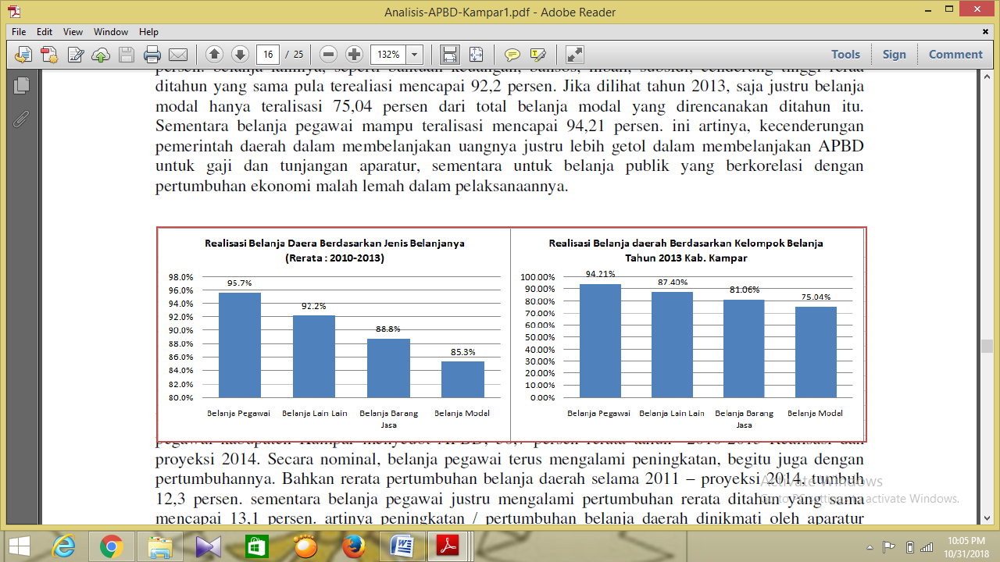 Analisis-APBD-Kampar1.pdf - Adobe Reader
File Edit View Window Help
16 / 25 132% Tools Sign Comment
persen. belanja lainnya, seperti bantuan keuangan, bansos, hibah, subsidi, cenderung tinggi rerata
ditahun yang sama pula terealiasi mencapai 92,2 persen. Jika dilihat tahun 2013, saja justru belanja
modal hanya teralisasi 75,04 persen dari total belanja modal yang direncanakan ditahun itu.
Sementara belanja pegawai mampu teralisasi mencapai 94,21 persen. ini artinya, kecenderungan
pemerintah daerah dalam membelanjakan uangnya justru lebih getol dalam membelanjakan APBD
untuk gaji dan tunjangan aparatur, sementara untuk belanja publik yang berkorelasi dengan
pertumbuhan ekonomi malah lemah dalam pelaksanaannya.
Realisasi Belanja Daera Berdasarkan Jenis Belanjanya
(Rerata : 2010-2013)
98.0%
96.0%
94.0%
92.0%
90.0%
88.0%
86.0%
84.0%
82.0%
80.0%
95.7%
92.2%
88.8%
85.3%
Belanja Pegawai Belanja Lain Lain Belanja Barang Belanja Modal
Jasa
Realisasi Belanja daerah Berdasarkan Kelompok Belanja
Tahun 2013 Kab. Kampar
100.00%
90.00%
80.00%
70.00%
60.00%
50.00%
40.00%
30.00%
20.00%
10.00%
0.00%
94.21%
87.40%
81.06%
75.04%
Belanja Pegawai Belanja Lain Lain Belanja Barang Belanja Modal
Jasa
pegawai kabupaten Kampar menyedot APBD, persen rerata tahun
proyeksi 2014. Secara nominal, belanja pegawai terus mengalami peningkatan, begitu juga dengan
pertumbuhannya. Bahkan rerata pertumbuhan belanja daerah selama 2011 – proyeksi 2014, tumbuh
12,3 persen. sementara belanja pegawai justru mengalami pertumbuhan rerata ditahun yang sama
mencapai 13,1 persen. artinya peningkatan / pertumbuhan belanja daerah dinikmati oleh aparatur
Activate Windows
Go to PC settings to activate Windows.
10:05 PM
10/31/2018